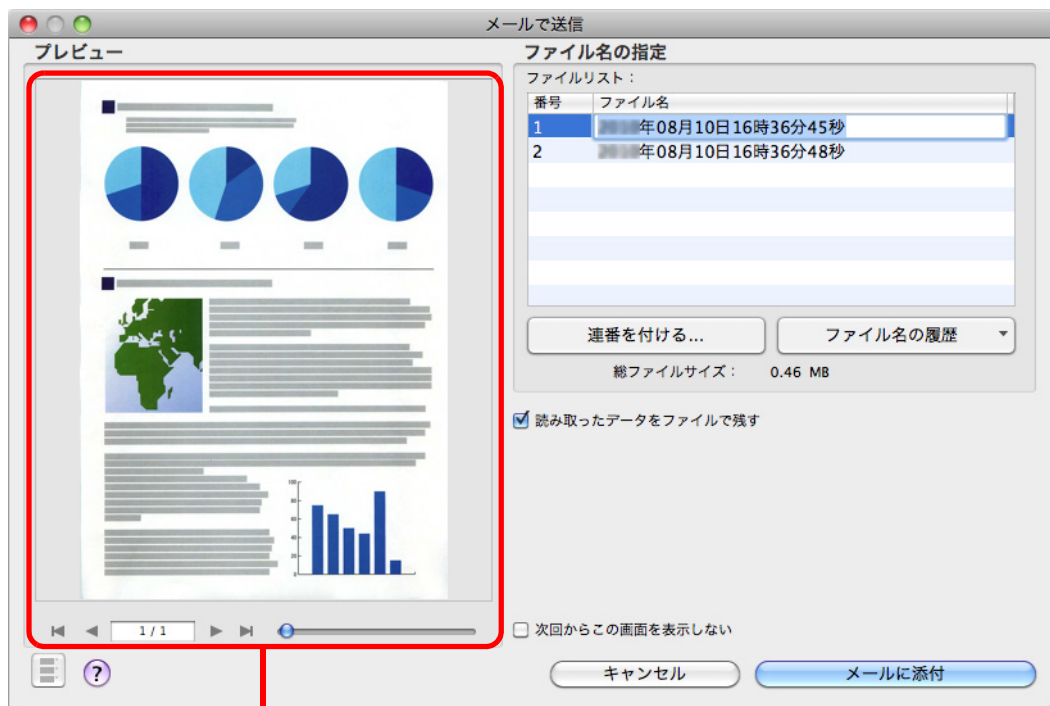 メールで送信
プレビュー
1 / 1
?
ファイル名の指定
ファイルリスト：
番号 ファイル名
1 年08月10日16時36分45秒
2 年08月10日16時36分48秒
連番を付ける...
ファイル名の履歴
総ファイルサイズ： 0.46 MB
読み取ったデータをファイルで残す
次回からこの画面を表示しない
キャンセル
メールに添付